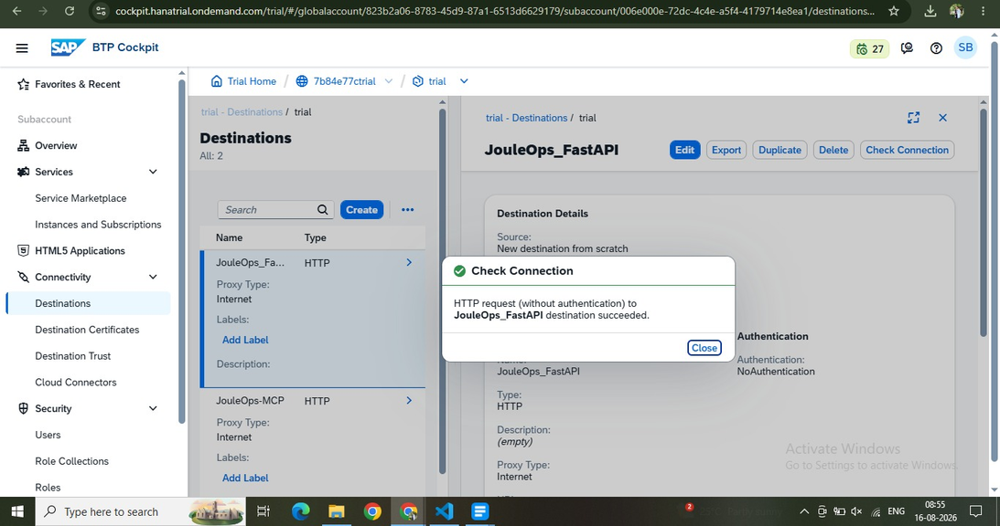 cockpit.hanatrial.ondemand.com/trial/#/globalaccount/823b2a06-8783-45d9-87a1-6513d6629179/subaccount/006e000e-72dc-4c4e-a5f4-4179714e8ea1/destinations...
SAP BTP Cockpit
27
SB
Favorites & Recent
Subaccount
Overview
Services
Service Marketplace
Instances and Subscriptions
HTML5 Applications
Connectivity
Destinations
Destination Certificates
Destination Trust
Cloud Connectors
Security
Users
Role Collections
Roles
Trial Home / 7b84e77ctrial / trial
trial - Destinations / trial
Destinations
All: 2
Search
Create
Name Type
JouleOps_Fa... HTTP
Proxy Type:
Internet
Labels:
Add Label
Description:
JouleOps-MCP HTTP
Proxy Type:
Internet
Labels:
Add Label
trial - Destinations / trial
JouleOps_FastAPI
Edit Export Duplicate Delete Check Connection
Destination Details
Source:
New destination from scratch
Check Connection
HTTP request (without authentication) to
JouleOps_FastAPI destination succeeded.
Close
JouleOps_FastAPI
Type:
HTTP
Description:
(empty)
Proxy Type:
Internet
Authentication
Authentication:
NoAuthentication
Activate Windows
Go to Settings to activate Windows.
Type here to search
2
ENG
08:55
16-08-2026